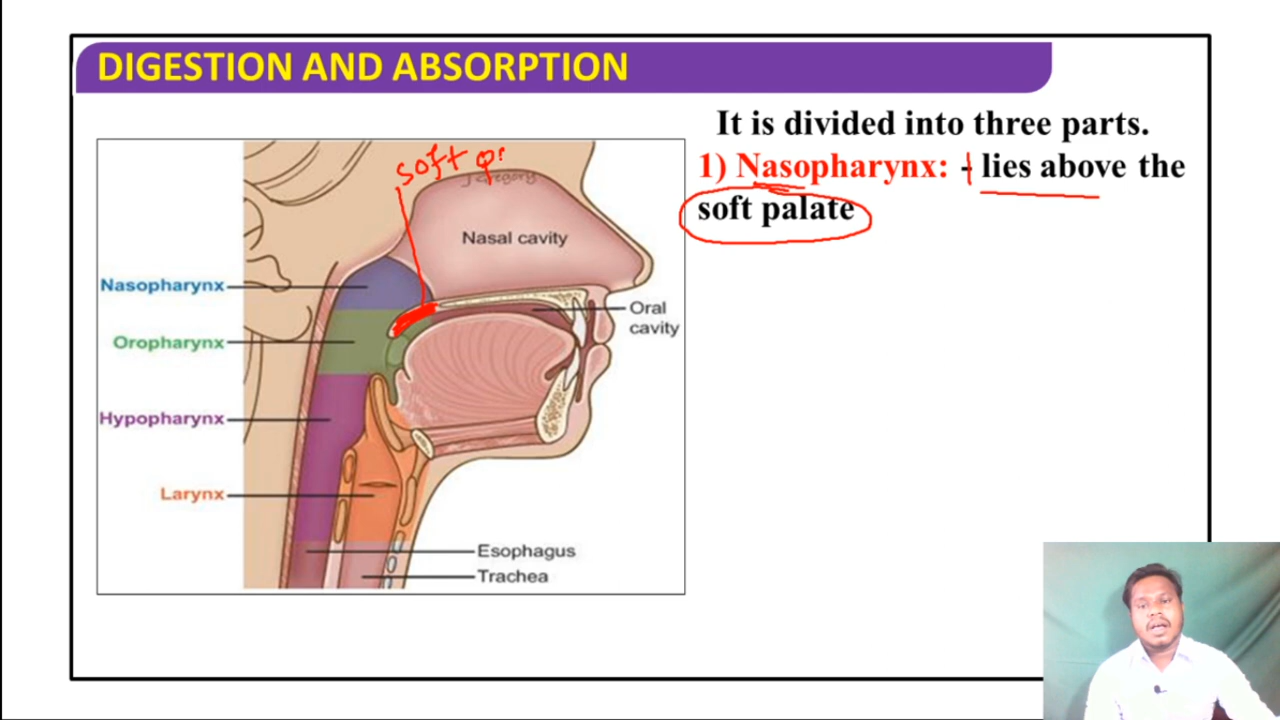 DIGESTION AND ABSORPTION
It is divided into three parts.
1) Nasopharynx: - lies above the
soft palate
soft
Nasal cavity
Nasopharynx
Oral
cavity
Oropharynx
Hypopharynx
Larynx
Esophagus
Trachea